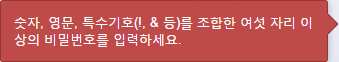 숫자, 영문, 특수기호(!, & 등)를 조합한 여섯 자리 이
상의 비밀번호를 입력하세요.